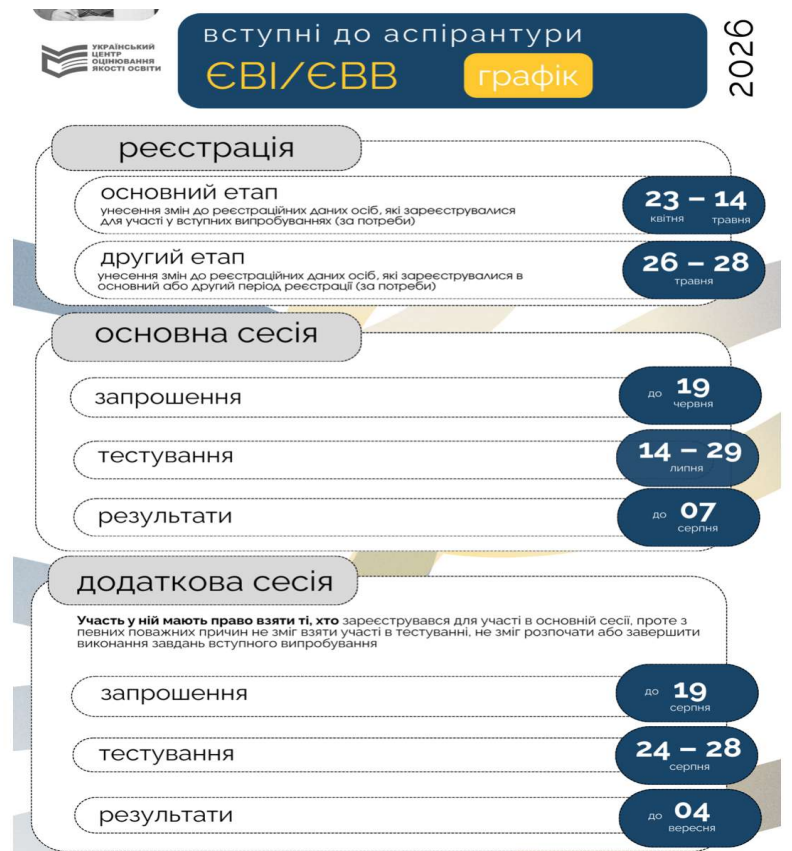 УКРАЇНСЬКИЙ
ЦЕНТР
ОЦІНЮВАННЯ
ЯКОСТІ ОСВІТИ
вступні до аспірантури
ЄВІ/ЄВВ
графік
2026
реєстрація
основний етап
унесення змін до реєстраційних даних осіб, які зареєструвалися
для участі у вступних випробуваннях (за потреби)
23 – 14
квітня травня
другий етап
унесення змін до реєстраційних даних осіб, які зареєструвалися в
основний або другий період реєстрації (за потреби)
26 – 28
травня
основна сесія
запрошення
до 19
червня
тестування
14 – 29
липня
результати
до 07
серпня
додаткова сесія
Участь у ній мають право взяти ті, хто зареєструвався для участі в основній сесії, проте з
певних поважних причин не зміг взяти участі в тестуванні, не зміг розпочати або завершити
виконання завдань вступного випробування
запрошення
до 19
серпня
тестування
24 – 28
серпня
результати
до 04
вересня